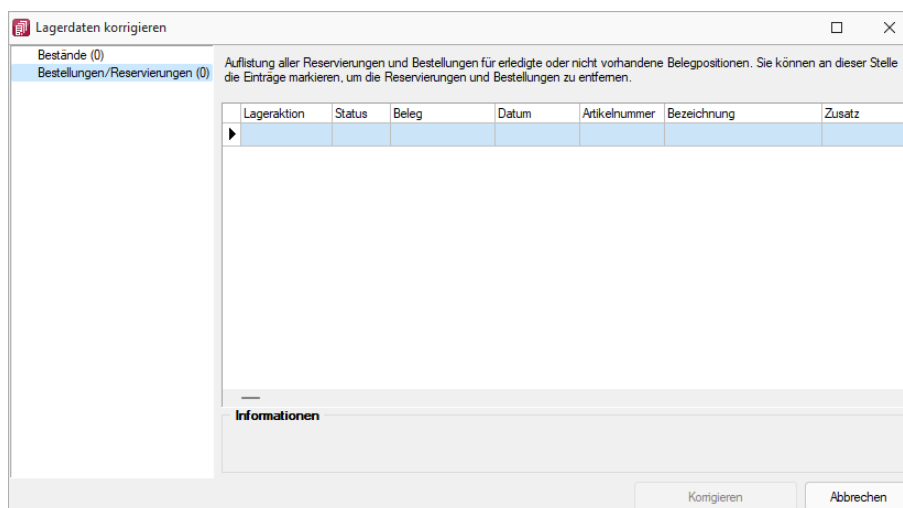 Lagerdaten korrigieren
Bestände (0)
Bestellungen/Reservierungen (0)
Auflistung aller Reservierungen und Bestellungen für erledigte oder nicht vorhandene Belegpositionen. Sie können an dieser Stelle
die Einträge markieren, um die Reservierungen und Bestellungen zu entfernen.
Lageraktion Status Beleg Datum Artikelnummer Bezeichnung Zusatz
Informationen
Korrigieren Abbrechen